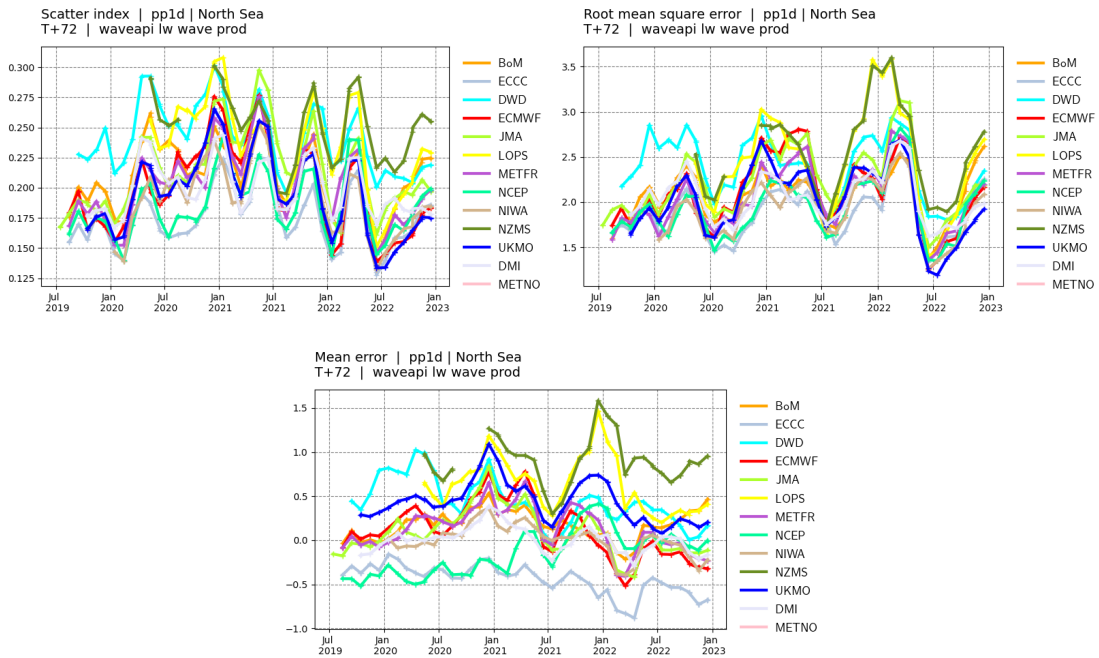 Scatter index  |  pp1d | North Sea
T+72  |  waveapi lw wave prod
0.300
0.275
0.250
0.225
0.200
0.175
0.150
0.125
Jul 2019
Jan 2020
Jul 2020
Jan 2021
Jul 2021
Jan 2022
Jul 2022
Jan 2023
BoM
ECCC
DWD
ECMWF
JMA
LOPS
METFR
NCEP
NIWA
NZMS
UKMO
DMI
METNO
Root mean square error  |  pp1d | North Sea
T+72  |  waveapi lw wave prod
3.5
3.0
2.5
2.0
1.5
Jul 2019
Jan 2020
Jul 2020
Jan 2021
Jul 2021
Jan 2022
Jul 2022
Jan 2023
BoM
ECCC
DWD
ECMWF
JMA
LOPS
METFR
NCEP
NIWA
NZMS
UKMO
DMI
METNO
Mean error  |  pp1d | North Sea
T+72  |  waveapi lw wave prod
1.5
1.0
0.5
0.0
−0.5
−1.0
Jul 2019
Jan 2020
Jul 2020
Jan 2021
Jul 2021
Jan 2022
Jul 2022
Jan 2023
BoM
ECCC
DWD
ECMWF
JMA
LOPS
METFR
NCEP
NIWA
NZMS
UKMO
DMI
METNO